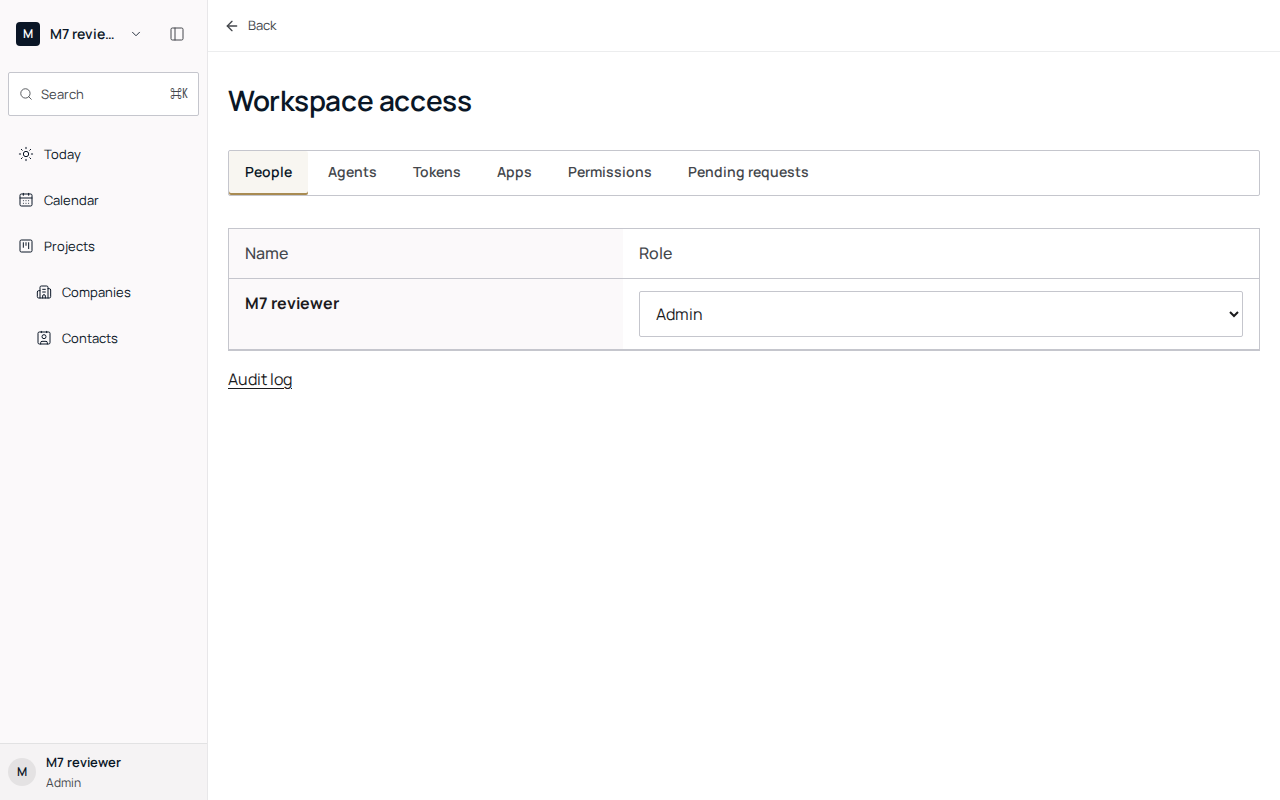 M M7 revie...
Search ⌘K
Today
Calendar
Projects
Companies
Contacts
M M7 reviewer
Admin
Back
Workspace access
People Agents Tokens Apps Permissions Pending requests
Name Role
M7 reviewer Admin
Audit log